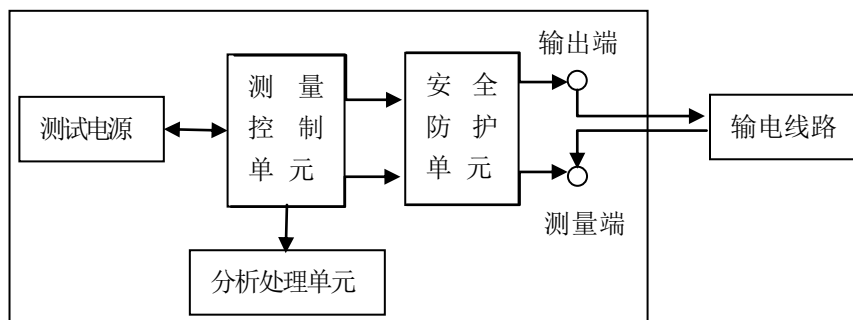 输出端
测量
控制
单元
安全
防护
单元
测试电源
输电线路
测量端
分析处理单元